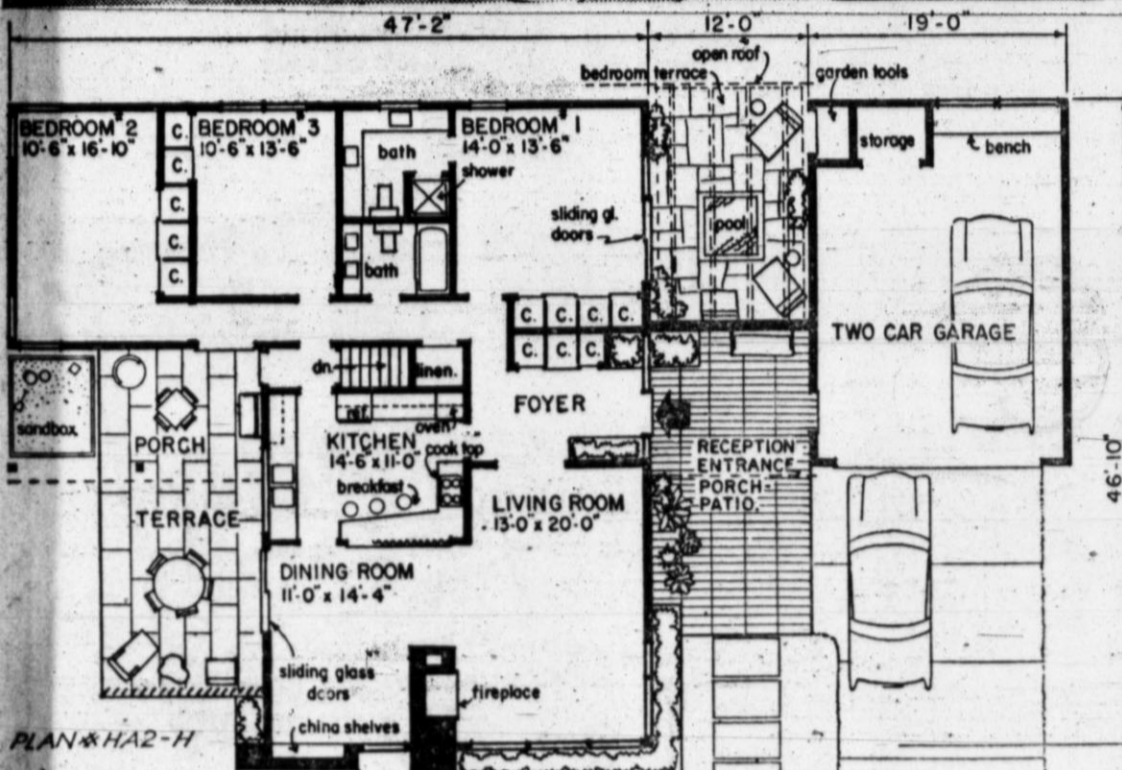 47'-2" 12'-0" 19'-0"
open roof
bedroom terrace
garden tools
BEDROOM #2
10'-6" x 16'-10"
C.
C.
C.
C.
C.
BEDROOM #3
10'-6" x 13'-6"
bath
shower
bath
BEDROOM #1
14'-0" x 13'-6"
sliding gl.
doors
pool
storage
bench
TWO CAR GARAGE
C. C. C. C.
C. C. C.
dn.
linen.
FOYER
sandbox
PORCH
TERRACE
ref.
oven
KITCHEN
14'-6" x 11'-0"
cook top
breakfast
LIVING ROOM
13'-0" x 20'-0"
RECEPTION
ENTRANCE
PORCH-
PATIO.
46'-10"
DINING ROOM
11'-0" x 14'-4"
sliding glass
doors
fireplace
china shelves
PLAN # HA2-H